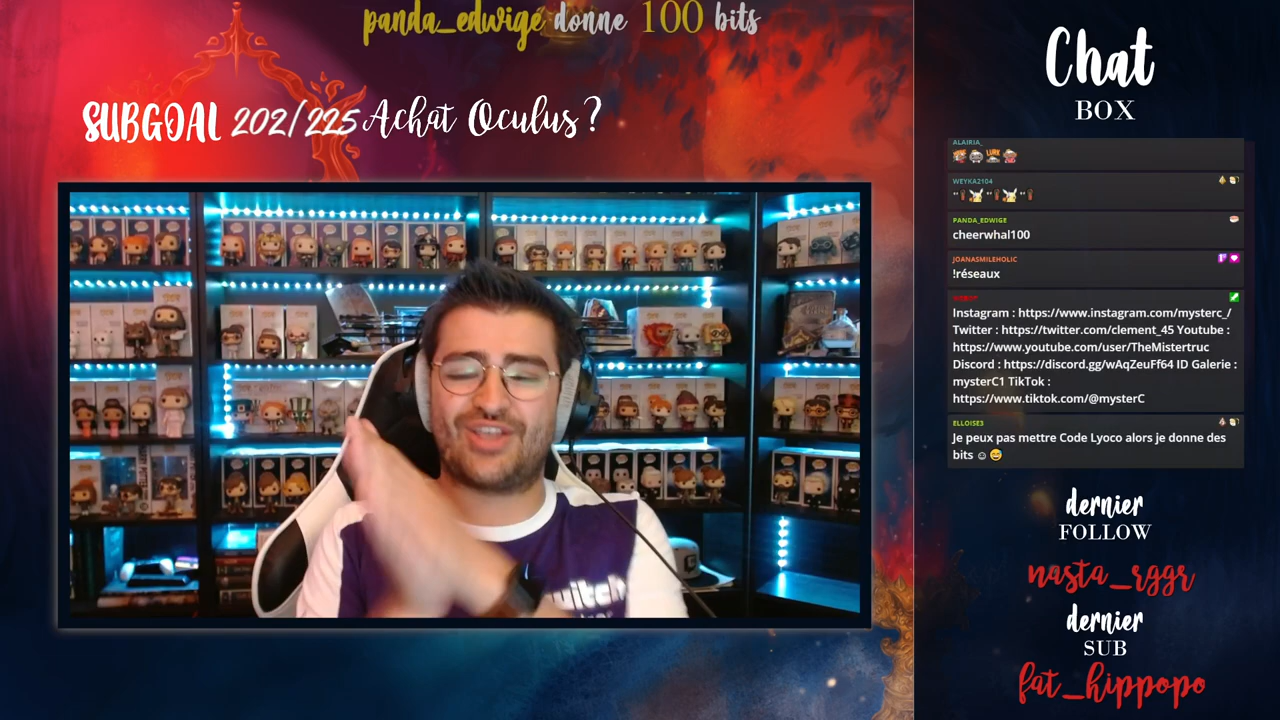 panda_edwige donne 100 bits
SUBGOAL 202/225 Achat Oculus ?
Chat
BOX
ALAIRIA_
LURK
WEYKA2104
PANDA_EDWIGE
cheerwhal100
JOANASMILEHOLIC
!réseaux
Instagram : https://www.instagram.com/mysterc_/
Twitter : https://twitter.com/clement_45 Youtube :
https://www.youtube.com/user/TheMistertruc
Discord : https://discord.gg/wAqZeuFf64 ID Galerie :
mysterC1 TikTok :
https://www.tiktok.com/@mysterC
ELLOISE3
Je peux pas mettre Code Lyoco alors je donne des
bits ☺😅
dernier
FOLLOW
nasta_rggr
dernier
SUB
fat_hippopo
twitch